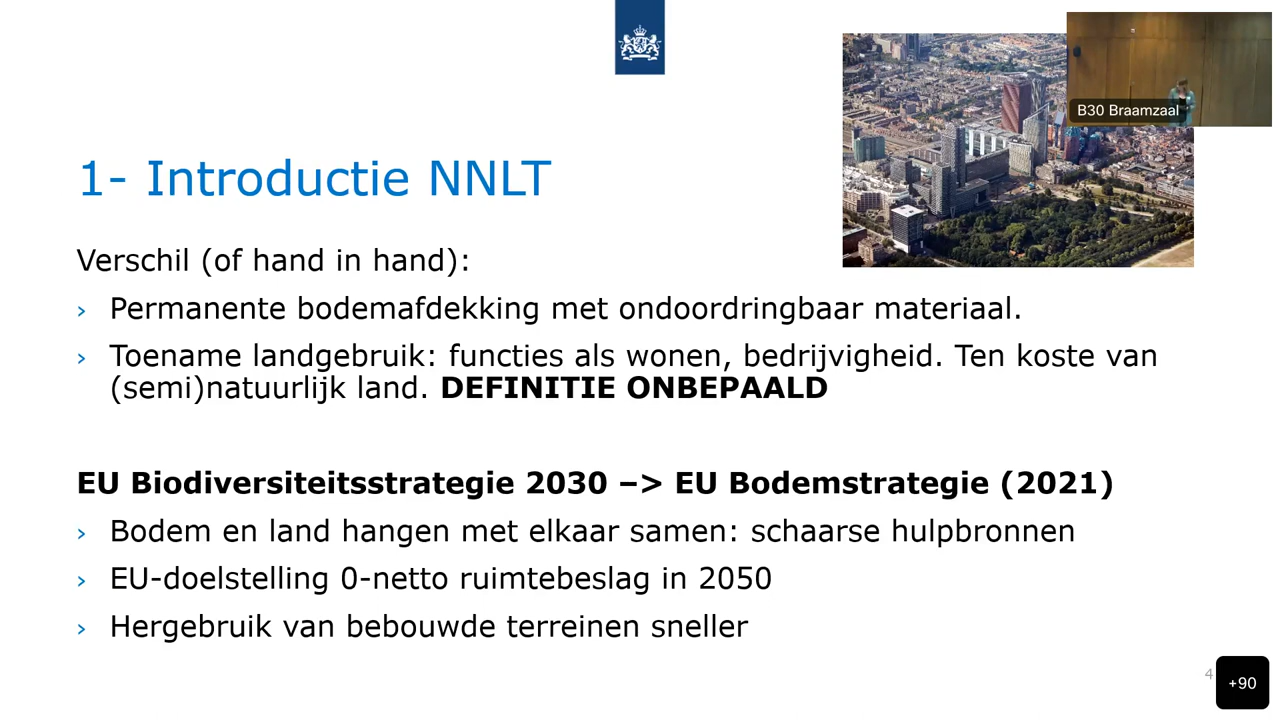 B30 Braamzaal
1- Introductie NNLT
Verschil (of hand in hand):
› Permanente bodemafdekking met ondoordringbaar materiaal.
› Toename landgebruik: functies als wonen, bedrijvigheid. Ten koste van
(semi)natuurlijk land. DEFINITIE ONBEPAALD
EU Biodiversiteitsstrategie 2030 –> EU Bodemstrategie (2021)
› Bodem en land hangen met elkaar samen: schaarse hulpbronnen
› EU-doelstelling 0-netto ruimtebeslag in 2050
› Hergebruik van bebouwde terreinen sneller
4
+90